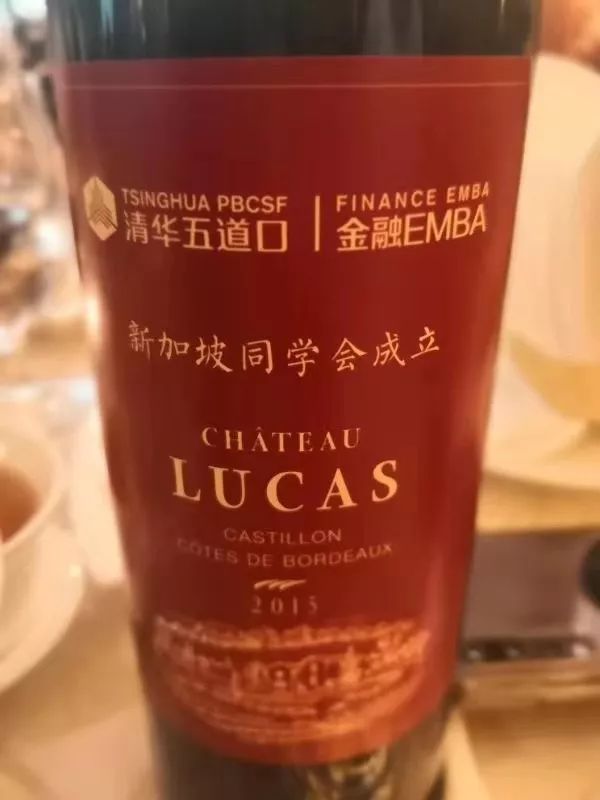 TSINGHUA PBCSF | FINANCE EMBA
清华五道口 | 金融EMBA
新加坡同学会成立
CHÂTEAU
LUCAS
CASTILLON
CÔTES DE BORDEAUX
2015